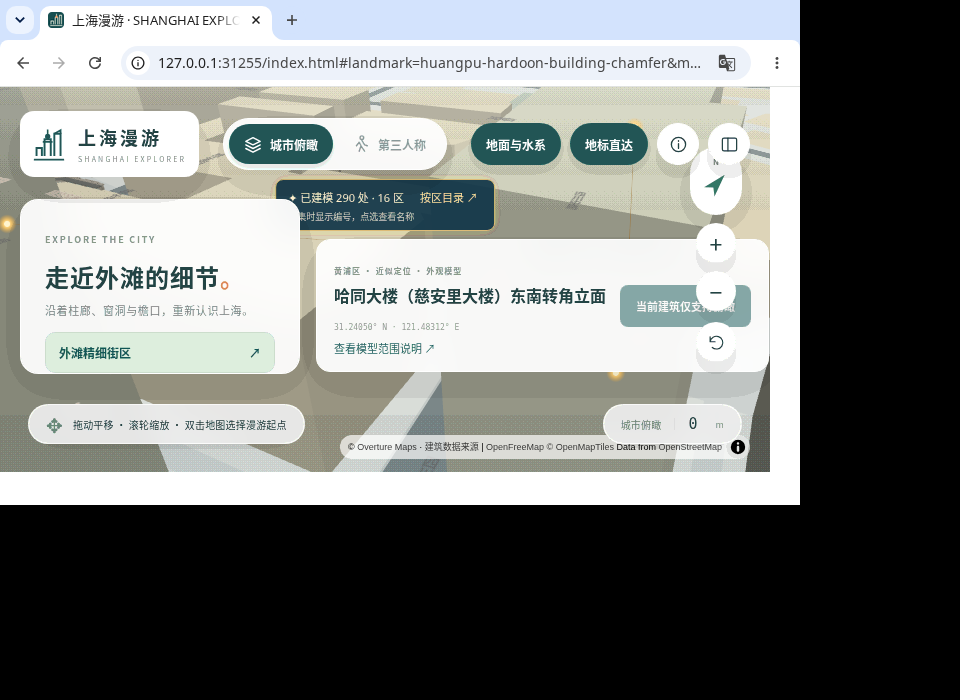 上海漫游 · SHANGHAI EXPLO
127.0.0.1:31255/index.html#landmark=huangpu-hardoon-building-chamfer&m...
上海漫游
SHANGHAI EXPLORER
城市俯瞰
第三人称
地面与水系
地标直达
N
✦ 已建模 290 处 · 16 区 按区目录 ↗
集时显示编号，点选查看名称
EXPLORE THE CITY
走近外滩的细节。
沿着柱廊、窗洞与檐口，重新认识上海。
外滩精细街区 ↗
黄浦区 · 近似定位 · 外观模型
哈同大楼（慈安里大楼）东南转角立面
31.24050° N · 121.48312° E
查看模型范围说明 ↗
当前建筑仅支
拖动平移 · 滚轮缩放 · 双击地图选择漫游起点
城市俯瞰 0 m
© Overture Maps · 建筑数据来源 | OpenFreeMap © OpenMapTiles Data from OpenStreetMap